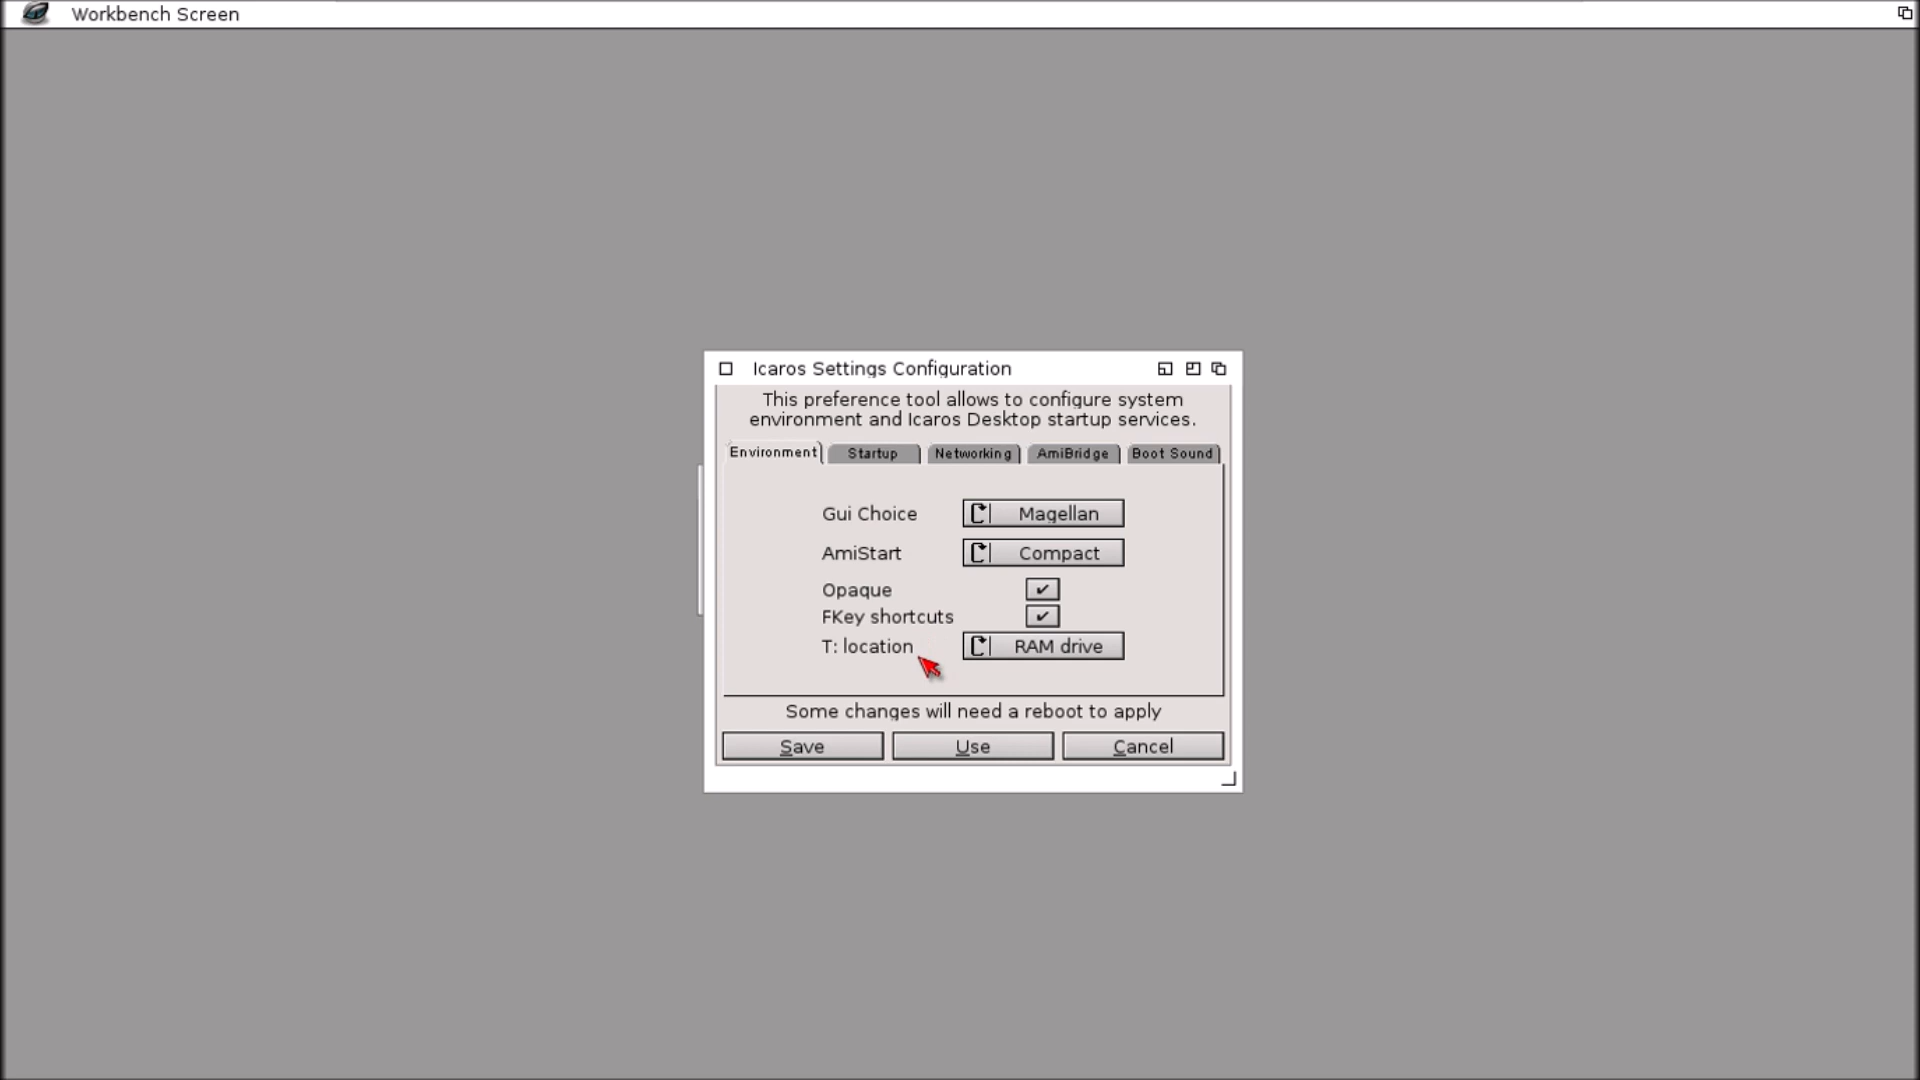 Workbench Screen
Icaros Settings Configuration
This preference tool allows to configure system
environment and Icaros Desktop startup services.
Environment Startup Networking AmiBridge Boot Sound
Gui Choice Magellan
AmiStart Compact
Opaque ✔
FKey shortcuts ✔
T: location RAM drive
Some changes will need a reboot to apply
Save Use Cancel